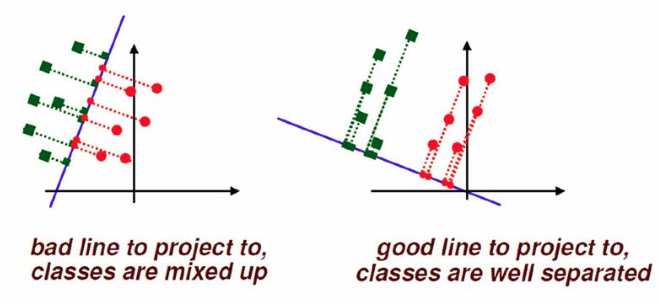 bad line to project to,
classes are mixed up
good line to project to,
classes are well separated